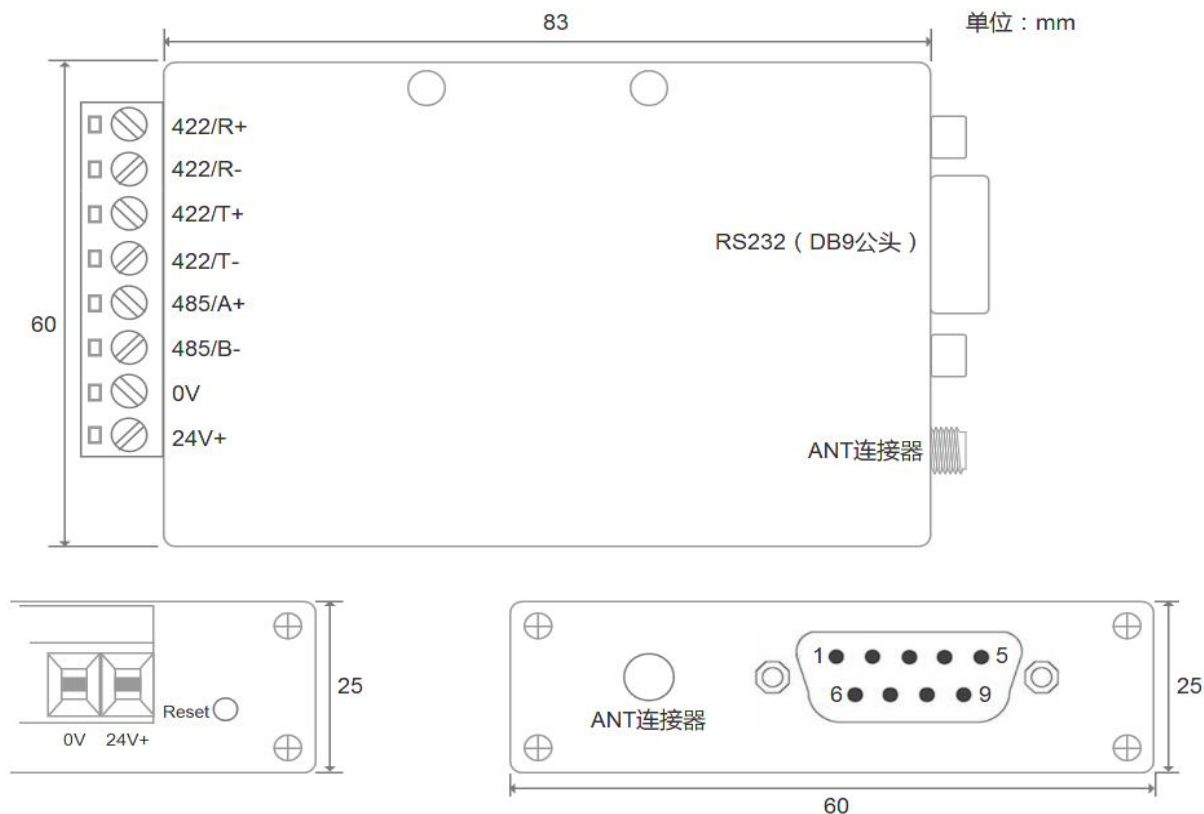 83
单位：mm
422/R+
422/R-
422/T+
RS232（DB9公头）
422/T-
485/A+
60
485/B-
0V
24V+
ANT连接器
Reset
0V 24V+
25
1 5
6 9
ANT连接器
25
60